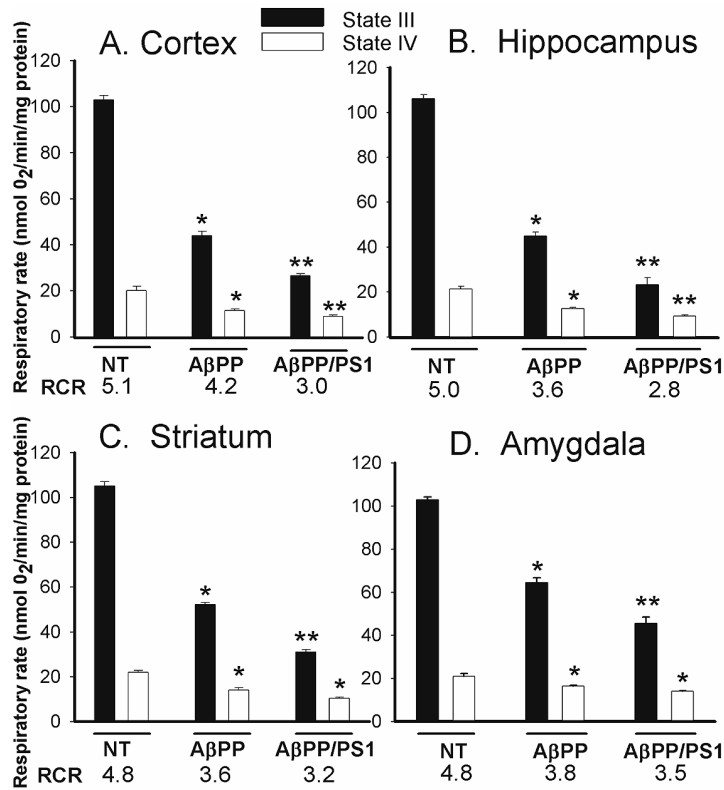 State III
State IV
A. Cortex
B. Hippocampus
Respiratory rate (nmol 0₂/min/mg protein)
120
100
80
60
40
20
0
*
*
**
**
NT AβPP AβPP/PS1
RCR 5.1 4.2 3.0
120
100
80
60
40
20
0
*
*
**
**
NT AβPP AβPP/PS1
5.0 3.6 2.8
C. Striatum
D. Amygdala
Respiratory rate (nmol 0₂/min/mg protein)
120
100
80
60
40
20
0
*
*
**
*
NT AβPP AβPP/PS1
RCR 4.8 3.6 3.2
120
100
80
60
40
20
0
*
*
**
*
NT AβPP AβPP/PS1
4.8 3.8 3.5